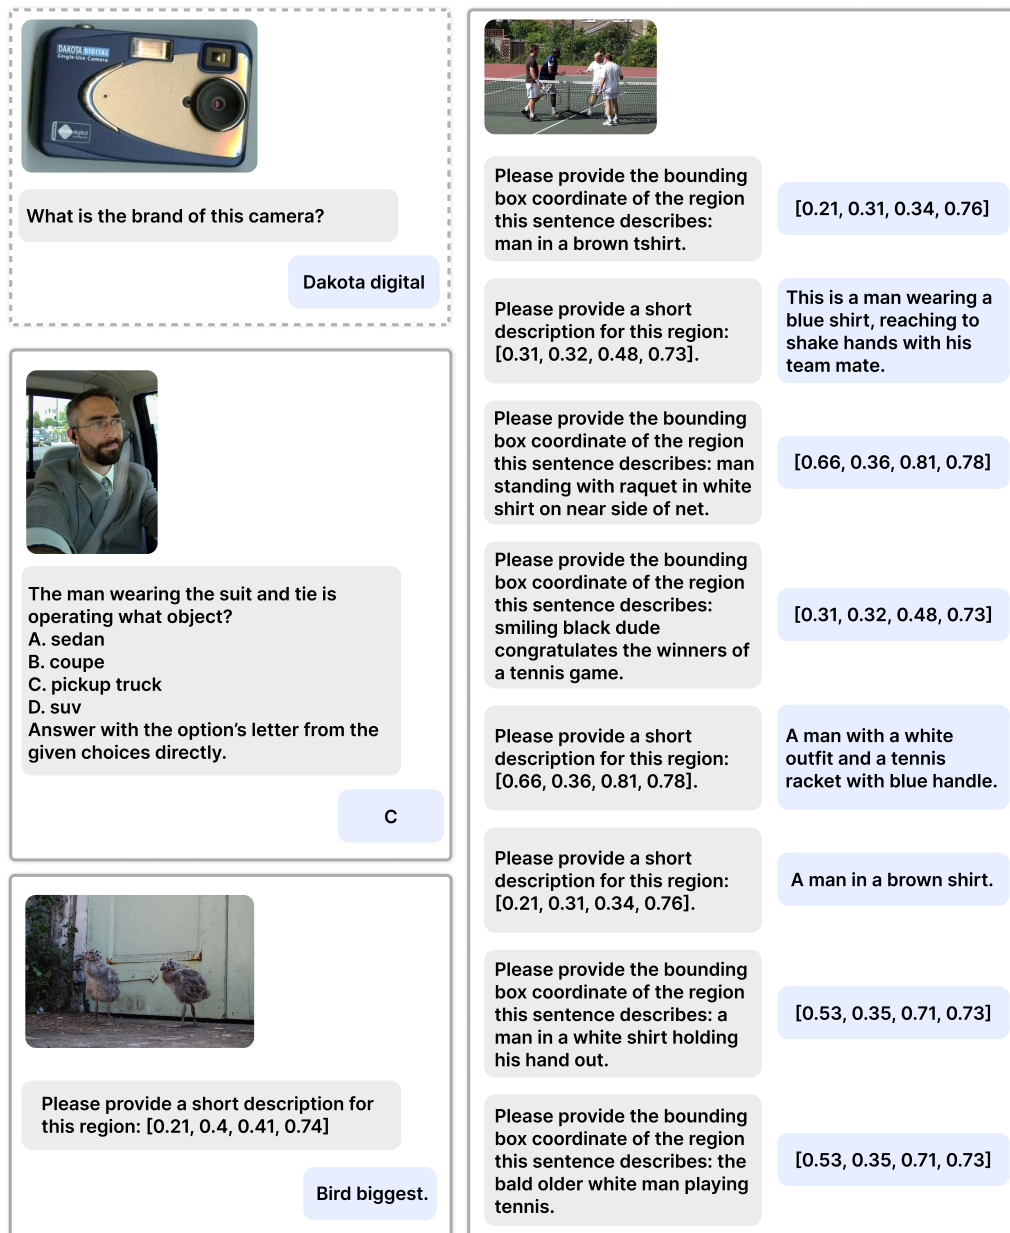 DAKOTA DIGITAL
Single-Use Camera
What is the brand of this camera?
Dakota digital
The man wearing the suit and tie is
operating what object?
A. sedan
B. coupe
C. pickup truck
D. suv
Answer with the option’s letter from the
given choices directly.
C
Please provide a short description for
this region: [0.21, 0.4, 0.41, 0.74]
Bird biggest.
Please provide the bounding
box coordinate of the region
this sentence describes:
man in a brown tshirt.
[0.21, 0.31, 0.34, 0.76]
Please provide a short
description for this region:
[0.31, 0.32, 0.48, 0.73].
This is a man wearing a
blue shirt, reaching to
shake hands with his
team mate.
Please provide the bounding
box coordinate of the region
this sentence describes: man
standing with raquet in white
shirt on near side of net.
[0.66, 0.36, 0.81, 0.78]
Please provide the bounding
box coordinate of the region
this sentence describes:
smiling black dude
congratulates the winners of
a tennis game.
[0.31, 0.32, 0.48, 0.73]
Please provide a short
description for this region:
[0.66, 0.36, 0.81, 0.78].
A man with a white
outfit and a tennis
racket with blue handle.
Please provide a short
description for this region:
[0.21, 0.31, 0.34, 0.76].
A man in a brown shirt.
Please provide the bounding
box coordinate of the region
this sentence describes: a
man in a white shirt holding
his hand out.
[0.53, 0.35, 0.71, 0.73]
Please provide the bounding
box coordinate of the region
this sentence describes: the
bald older white man playing
tennis.
[0.53, 0.35, 0.71, 0.73]